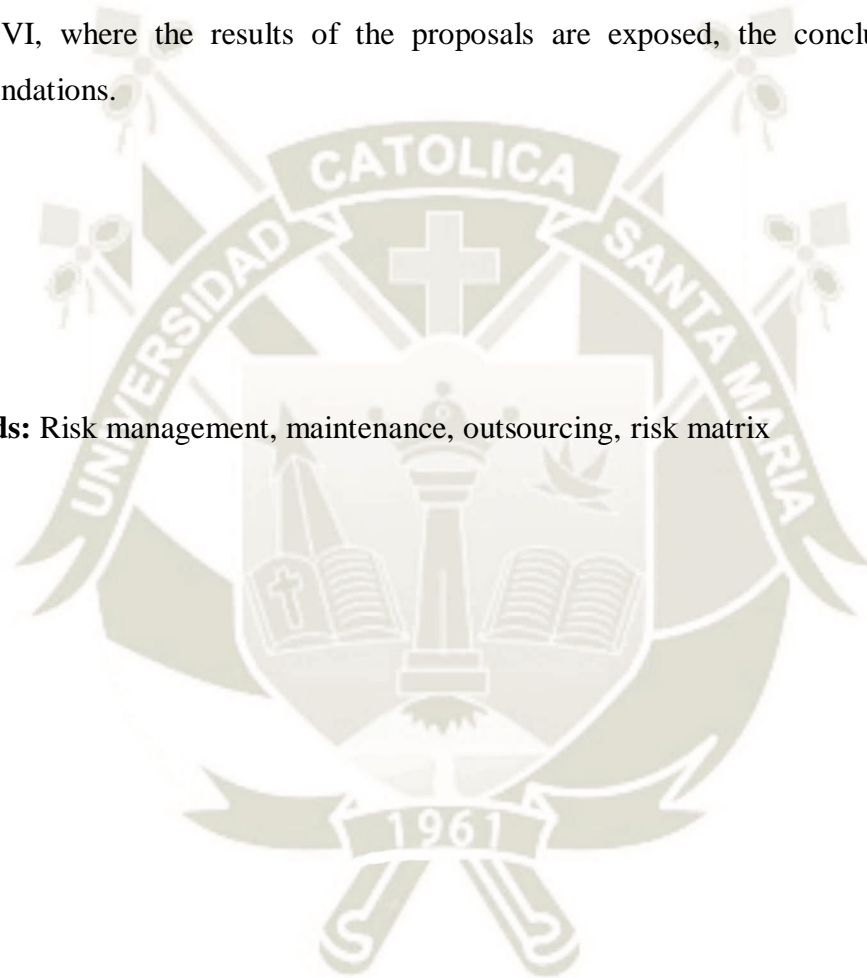 VI, where the results of the proposals are exposed, the conclu
ndations.
CATOLICA
UNIVERSIDAD
SANTA MARIA
ds: Risk management, maintenance, outsourcing, risk matrix
1961